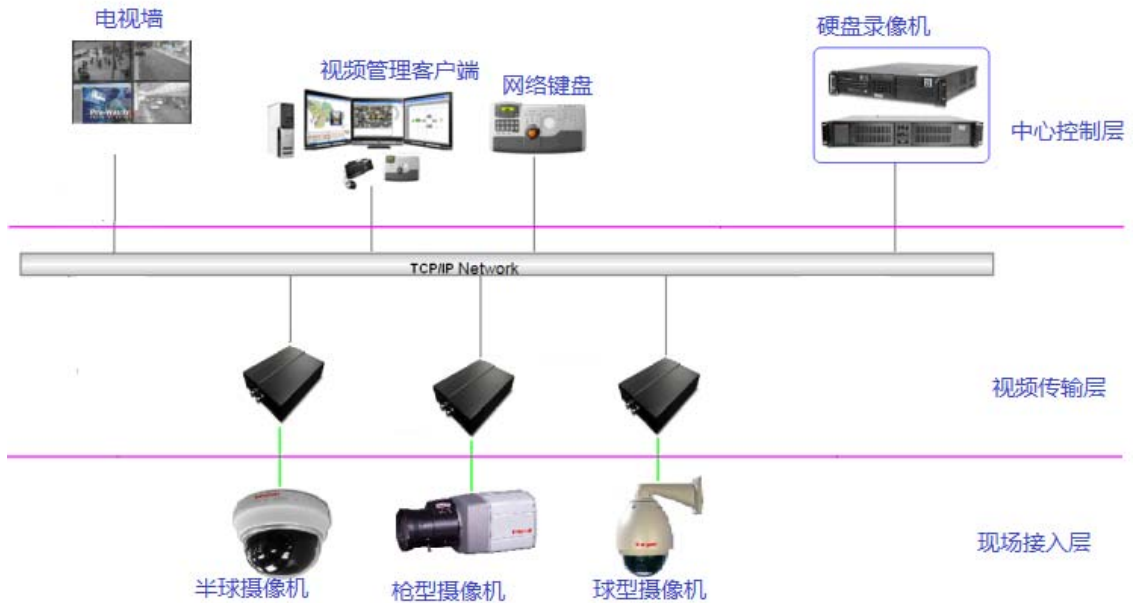 电视墙
硬盘录像机
视频管理客户端
网络键盘
中心控制层
TCP/IP Network
视频传输层
现场接入层
半球摄像机
枪型摄像机
球型摄像机